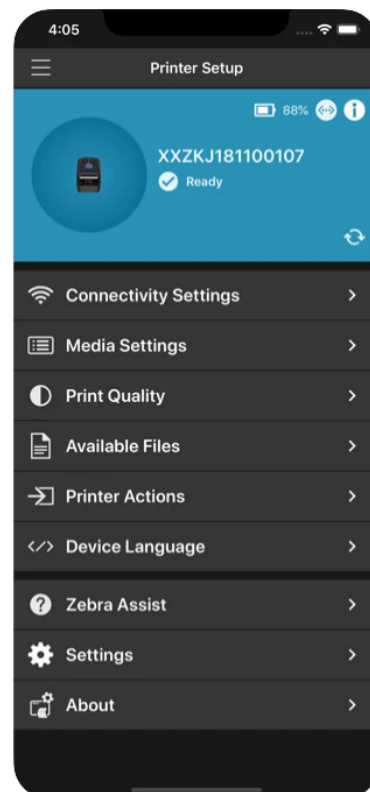 4:05
Printer Setup
88%
XXZKJ181100107
Ready
Connectivity Settings
Media Settings
Print Quality
Available Files
Printer Actions
Device Language
Zebra Assist
Settings
About